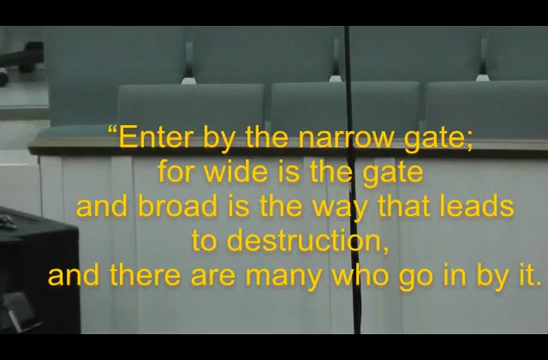 “Enter by the narrow gate;
for wide is the gate
and broad is the way that leads
to destruction,
and there are many who go in by it.